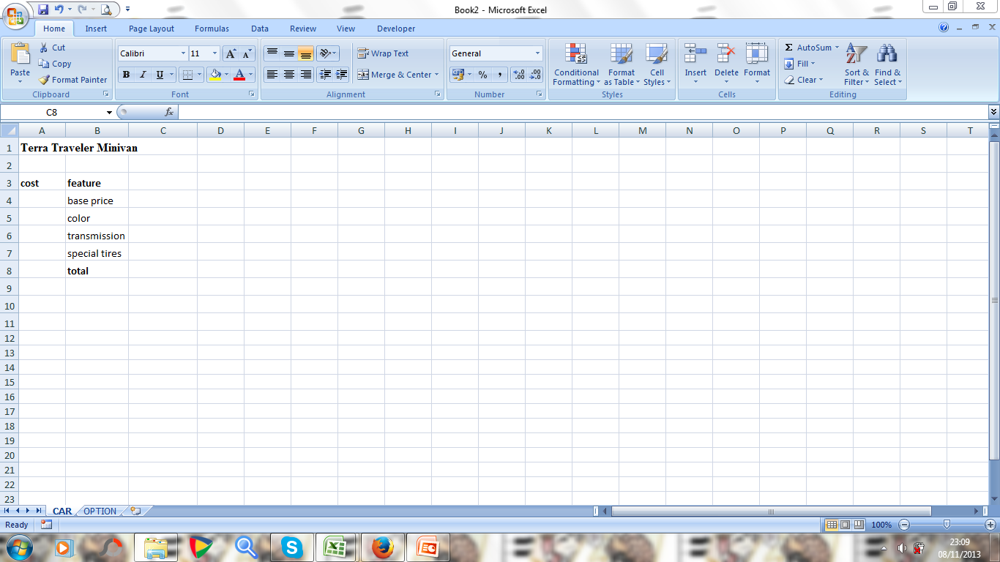 Book2 - Microsoft Excel
Home Insert Page Layout Formulas Data Review View Developer
Paste
Cut
Copy
Format Painter
Clipboard
Calibri 11
B I U
Font
Wrap Text
Merge & Center
Alignment
General
% ,
Number
Conditional Formatting
Format as Table
Cell Styles
Styles
Insert Delete Format
Cells
Σ AutoSum
Fill
Clear
Sort & Filter
Find & Select
Editing
C8 fx
A B C D E F G H I J K L M N O P Q R S T
1 Terra Traveler Minivan
2
3 cost feature
4 base price
5 color
6 transmission
7 special tires
8 total
9
10
11
12
13
14
15
16
17
18
19
20
21
22
23
CAR OPTION
Ready 100%
23:09
08/11/2013